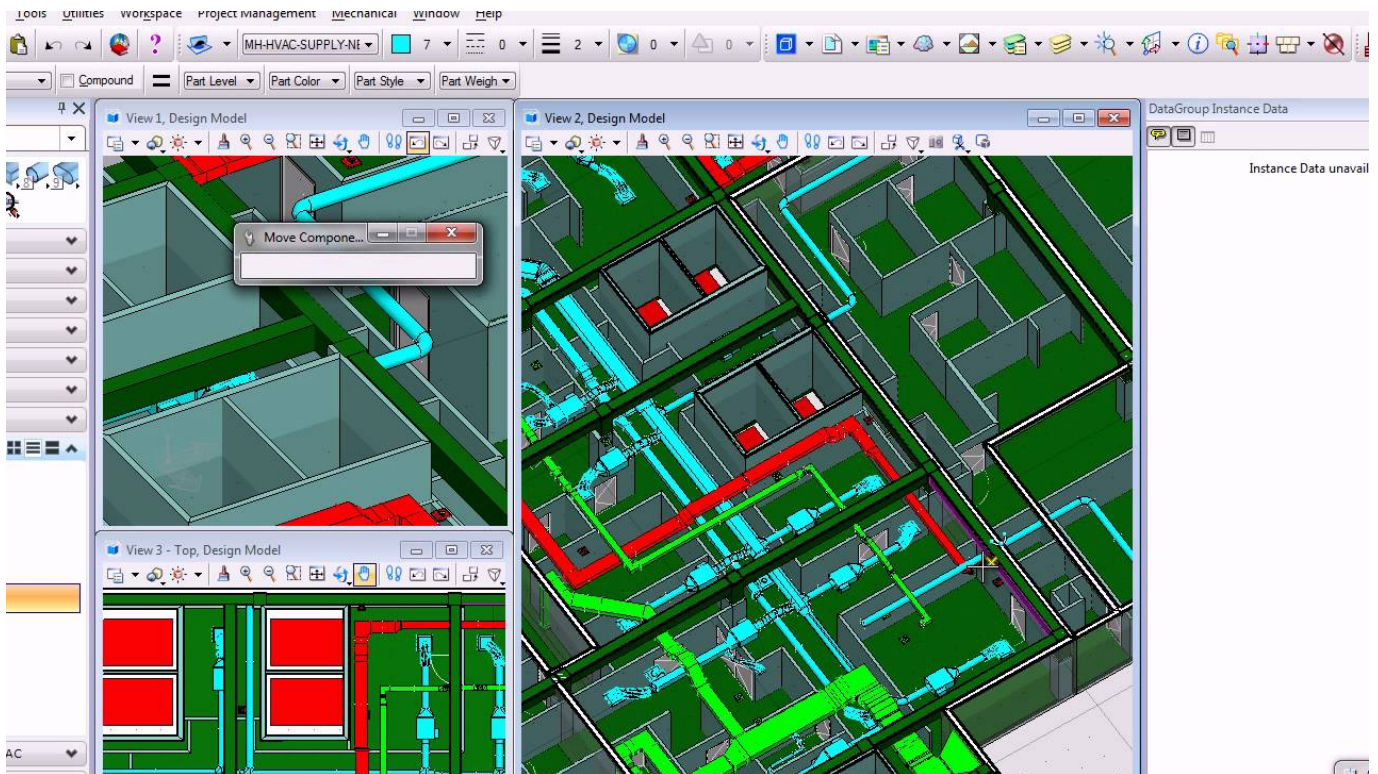 Tools Utilities Workspace Project Management Mechanical Window Help
? MH-HVAC-SUPPLY-NE 7 0 2 0 0
Compound Part Level Part Color Part Style Part Weigh
View 1, Design Model
View 2, Design Model
DataGroup Instance Data
Instance Data unavail
8 9
Move Compone...
View 3 - Top, Design Model
AC